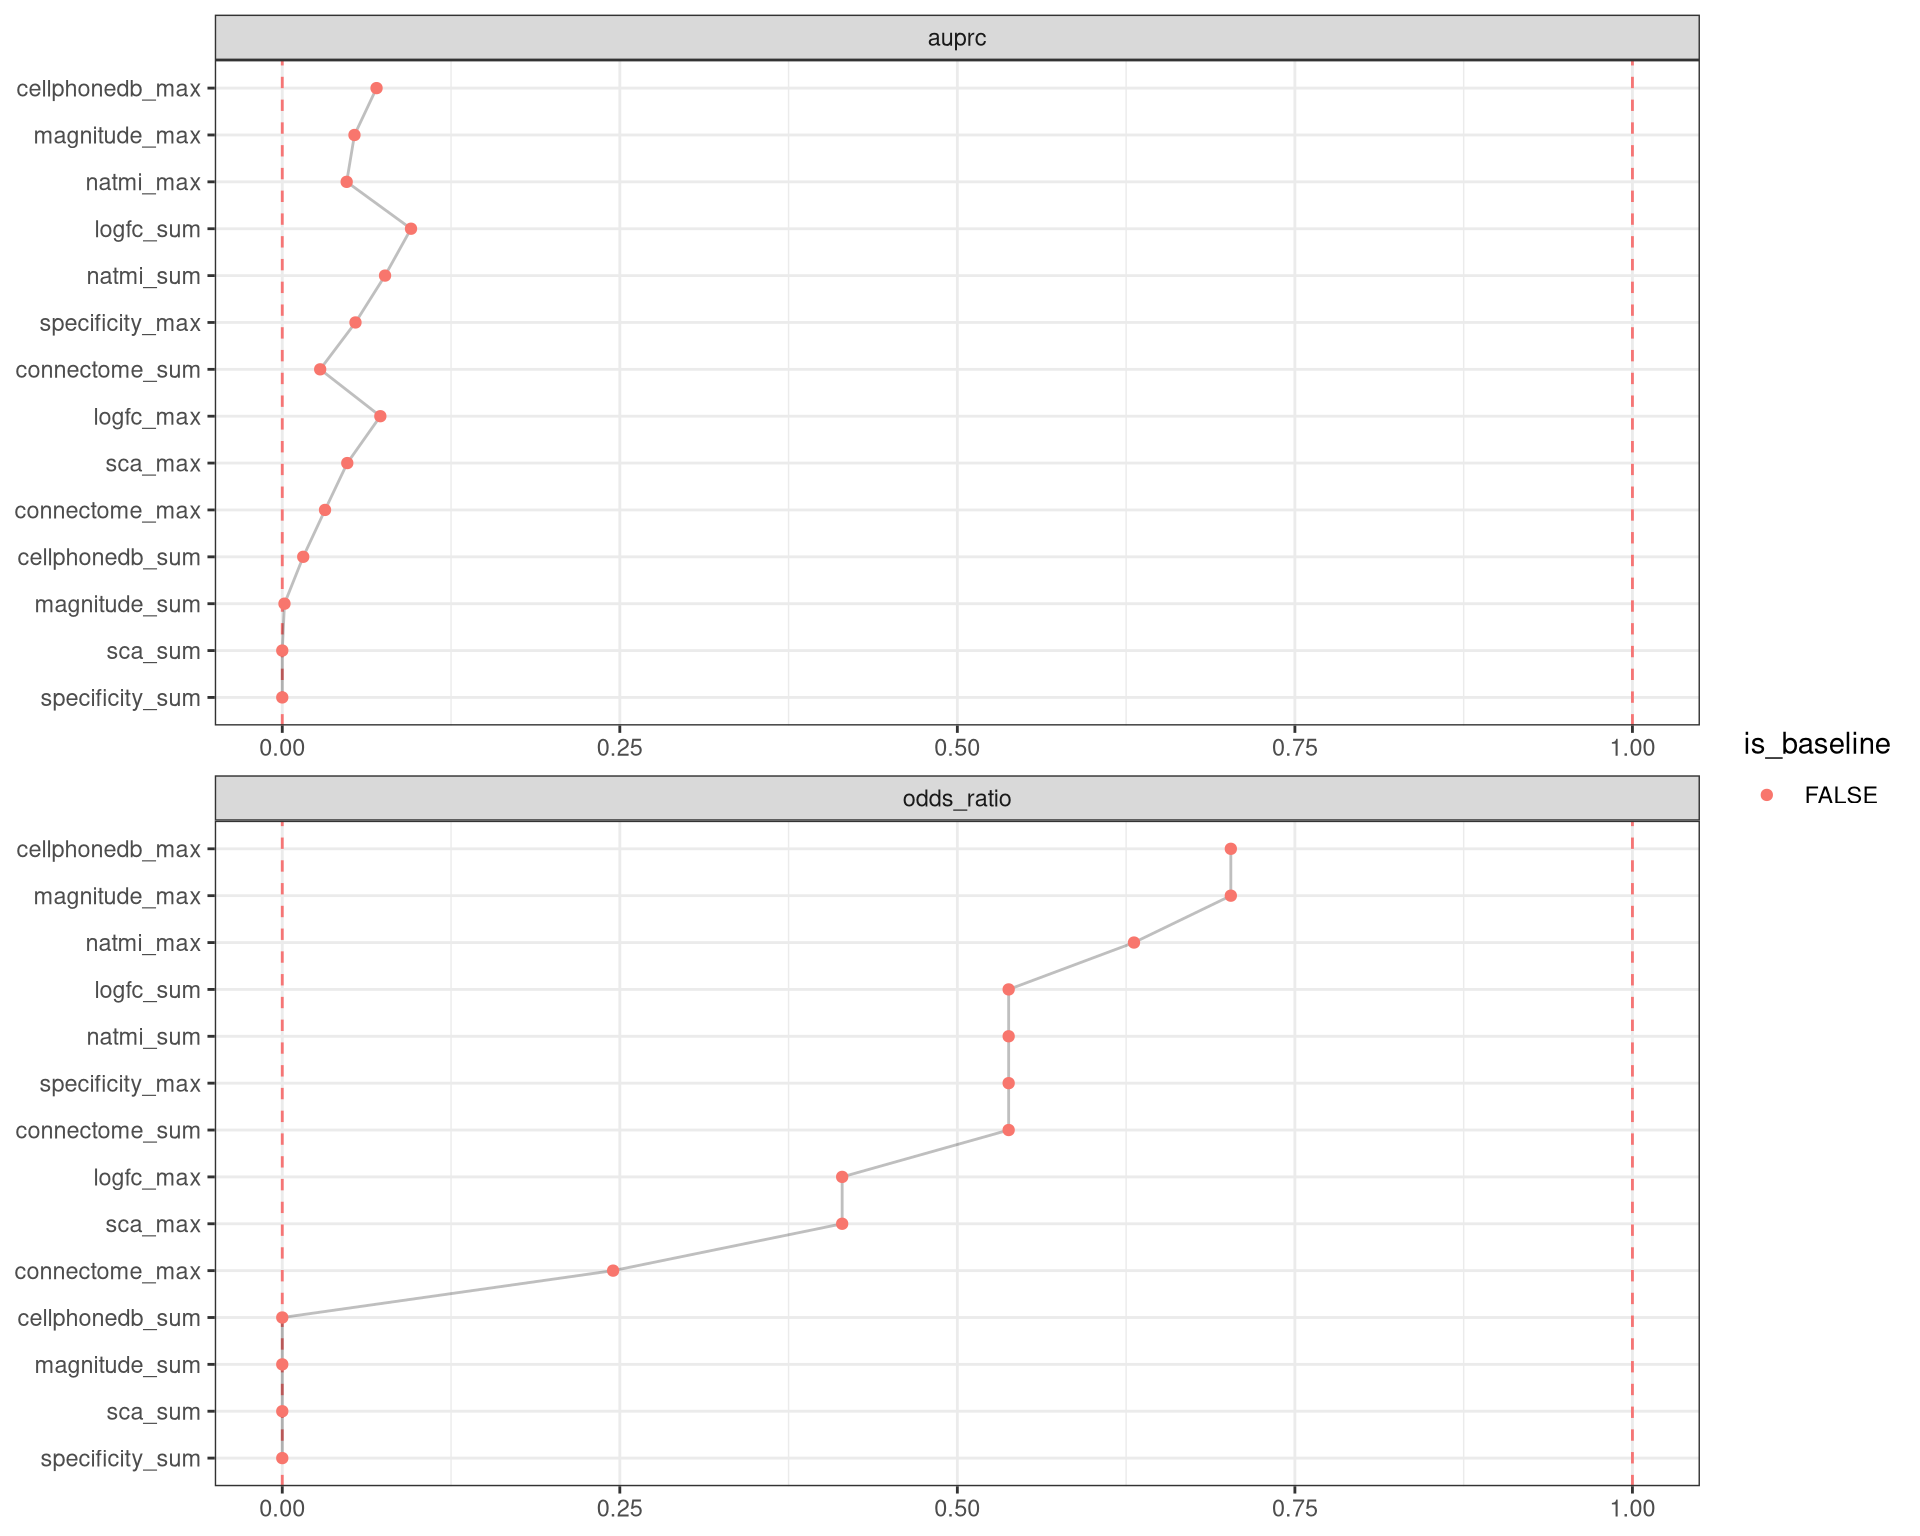 auprc
cellphonedb_max
magnitude_max
natmi_max
logfc_sum
natmi_sum
specificity_max
connectome_sum
logfc_max
sca_max
connectome_max
cellphonedb_sum
magnitude_sum
sca_sum
specificity_sum
0.00 0.25 0.50 0.75 1.00
is_baseline
FALSE
odds_ratio
cellphonedb_max
magnitude_max
natmi_max
logfc_sum
natmi_sum
specificity_max
connectome_sum
logfc_max
sca_max
connectome_max
cellphonedb_sum
magnitude_sum
sca_sum
specificity_sum
0.00 0.25 0.50 0.75 1.00